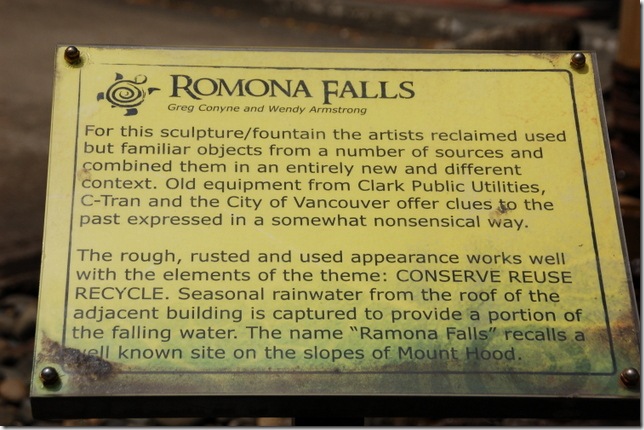 ROMONA FALLS
Greg Conyne and Wendy Armstrong
For this sculpture/fountain the artists reclaimed used
but familiar objects from a number of sources and
combined them in an entirely new and different
context. Old equipment from Clark Public Utilities,
C-Tran and the City of Vancouver offer clues to the
past expressed in a somewhat nonsensical way.
The rough, rusted and used appearance works well
with the elements of the theme: CONSERVE REUSE
RECYCLE. Seasonal rainwater from the roof of the
adjacent building is captured to provide a portion of
the falling water. The name “Ramona Falls” recalls a
well known site on the slopes of Mount Hood.